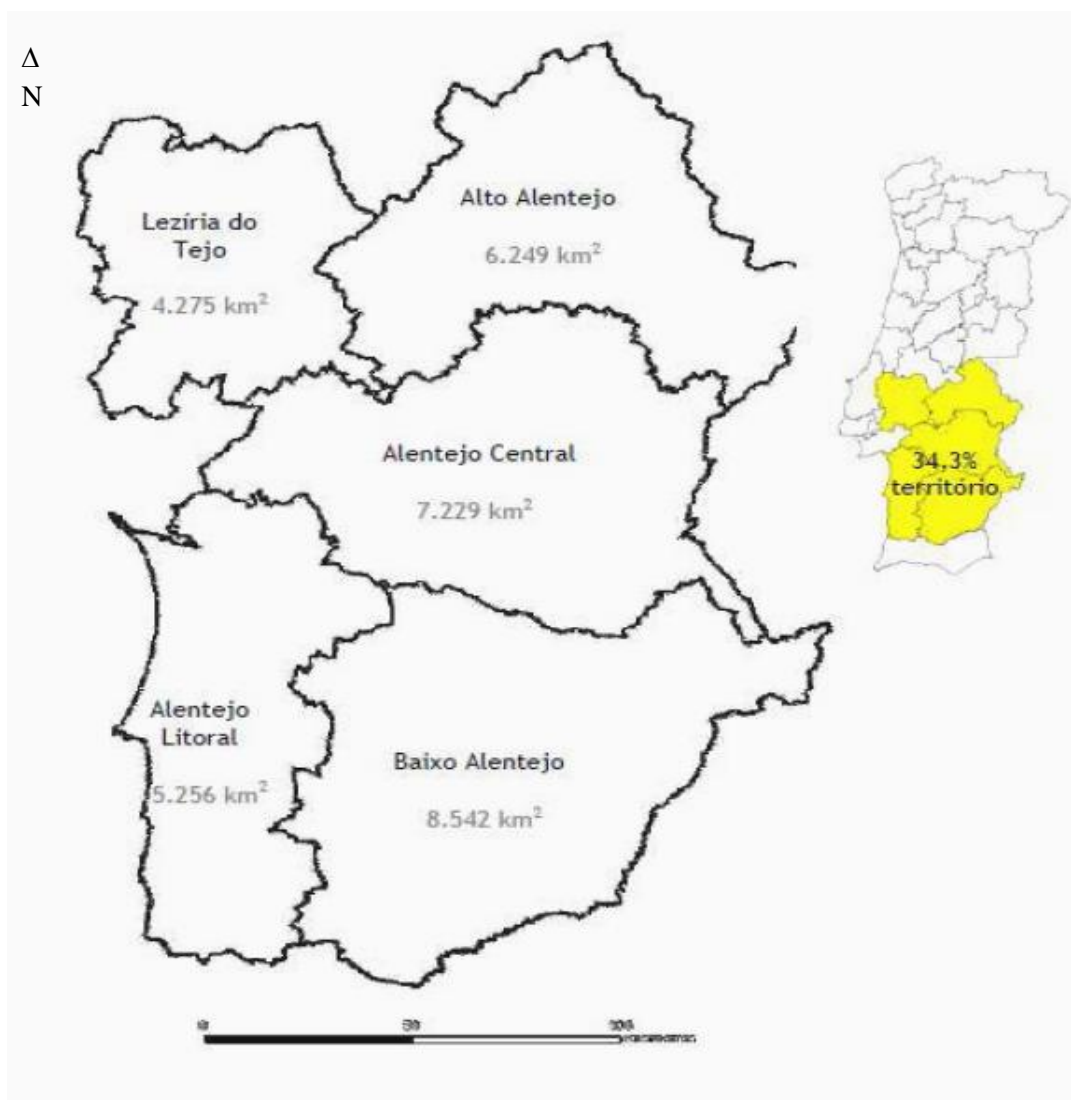 Δ
N
Lezíria do
Tejo
4.275 km²
Alto Alentejo
6.249 km²
Alentejo Central
7.229 km²
34,3%
território
Alentejo
Litoral
5.256 km²
Baixo Alentejo
8.542 km²
0
50
100